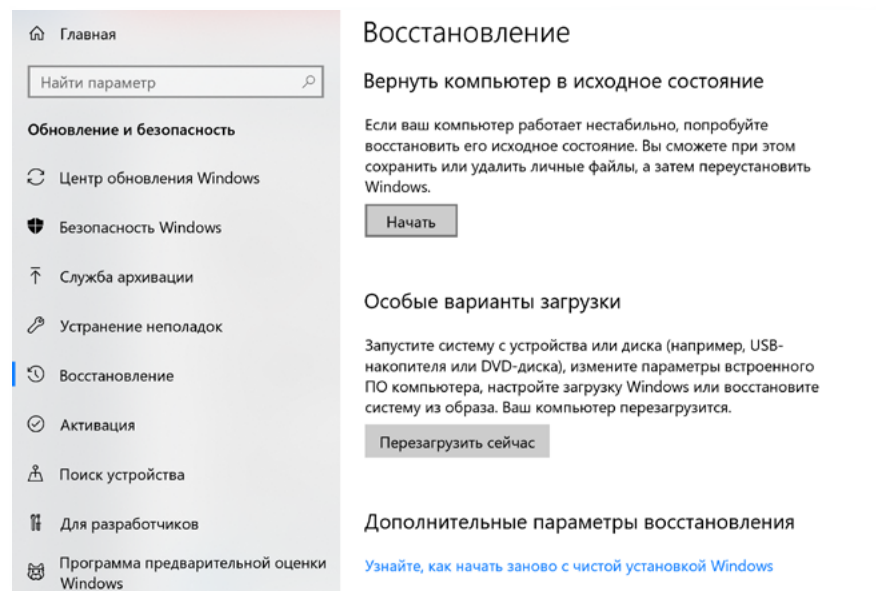 Главная
Найти параметр
Обновление и безопасность
Центр обновления Windows
Безопасность Windows
Служба архивации
Устранение неполадок
Восстановление
Активация
Поиск устройства
Для разработчиков
Программа предварительной оценки
Windows
Восстановление
Вернуть компьютер в исходное состояние
Если ваш компьютер работает нестабильно, попробуйте
восстановить его исходное состояние. Вы сможете при этом
сохранить или удалить личные файлы, а затем переустановить
Windows.
Начать
Особые варианты загрузки
Запустите систему с устройства или диска (например, USB-
накопителя или DVD-диска), измените параметры встроенного
ПО компьютера, настройте загрузку Windows или восстановите
систему из образа. Ваш компьютер перезагрузится.
Перезагрузить сейчас
Дополнительные параметры восстановления
Узнайте, как начать заново с чистой установкой Windows